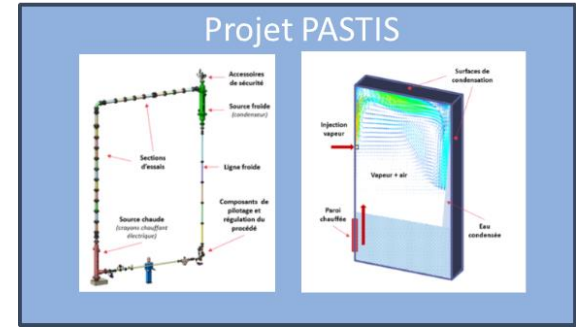 Projet PASTIS
Accessoires
de sécurité
Source froide
(condenseur)
Sections
d'essais
Ligne froide
Composants de
pilotage et
régulation du
procédé
Source chaude
(crayons chauffant
électrique)
Surfaces de
condensation
Injection
vapeur
Vapeur + air
Paroi
chauffée
Eau
condensée